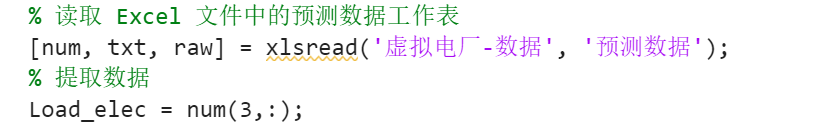 % 读取 Excel 文件中的预测数据工作表
[num, txt, raw] = xlsread('虚拟电厂-数据', '预测数据');
% 提取数据
Load_elec = num(3,:);